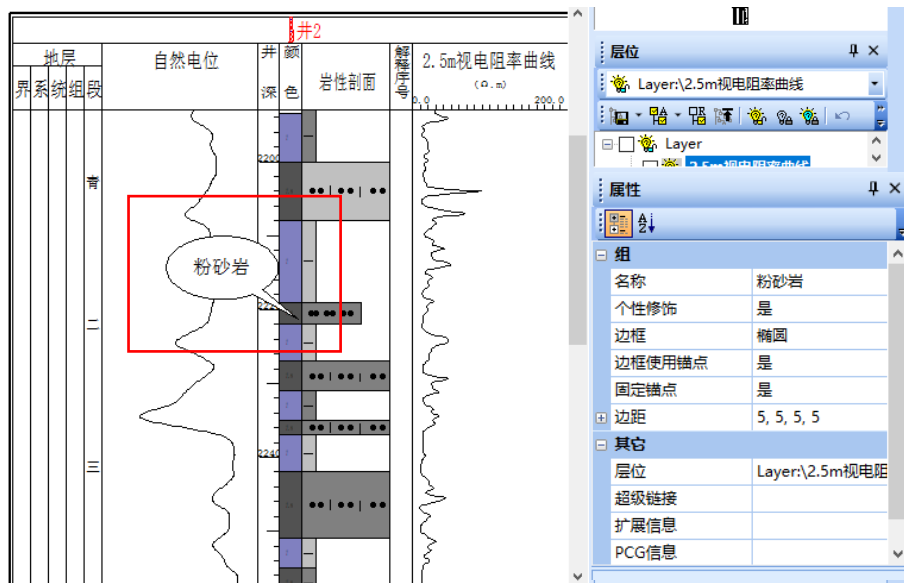 井2
地层
界 系 统 组 段
自然电位
井深
颜色
岩性剖面
解释序号
2.5m视电阻率曲线
(Ω.m)
0.0 200.0
2200
青
粉砂岩
二
2240
三
层位
Layer:\2.5m视电阻率曲线
Layer
2.5m视电阻率曲线
属性
组
名称 粉砂岩
个性修饰 是
边框 椭圆
边框使用锚点 是
固定锚点 是
边距 5, 5, 5, 5
其它
层位 Layer:\2.5m视电阻
超级链接
扩展信息
PCG信息